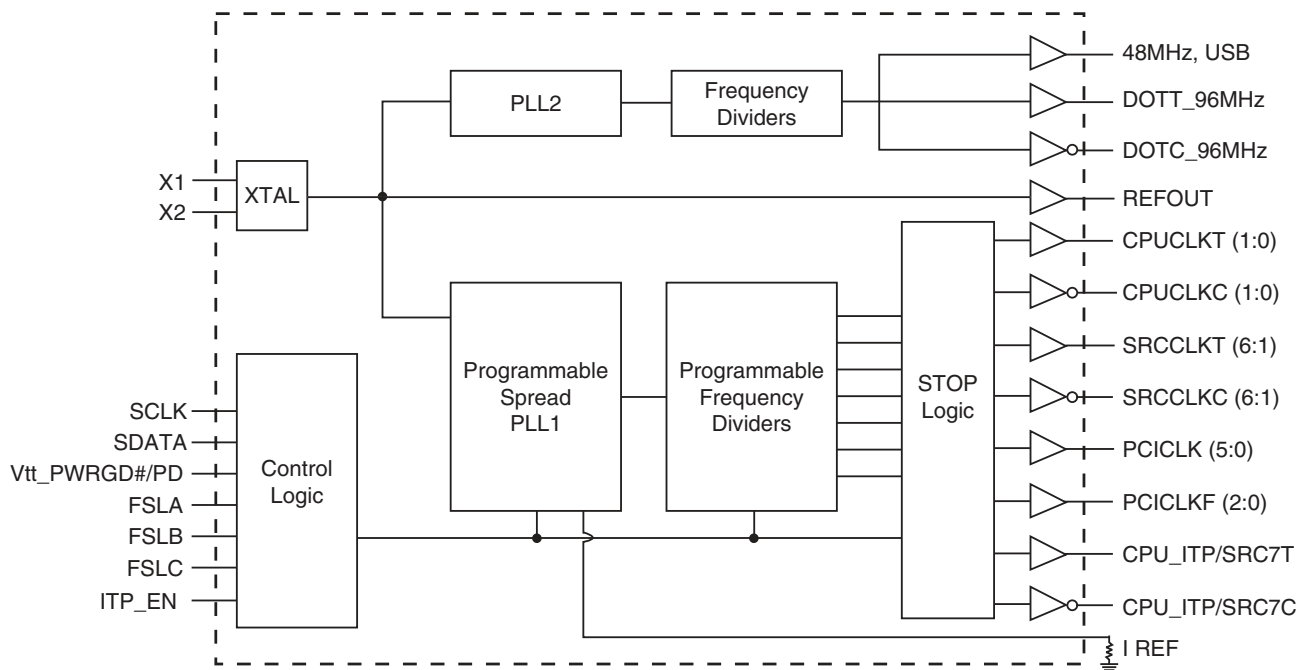 48MHz, USB
PLL2
Frequency
Dividers
DOTT_96MHz
DOTC_96MHz
X1
X2
XTAL
REFOUT
CPUCLKT (1:0)
CPUCLKC (1:0)
SRCCLKT (6:1)
SRCCLKC (6:1)
PCICLK (5:0)
PCICLKF (2:0)
CPU_ITP/SRC7T
CPU_ITP/SRC7C
I REF
Programmable
Spread
PLL1
Programmable
Frequency
Dividers
STOP
Logic
SCLK
SDATA
Vtt_PWRGD#/PD
FSLA
FSLB
FSLC
ITP_EN
Control
Logic